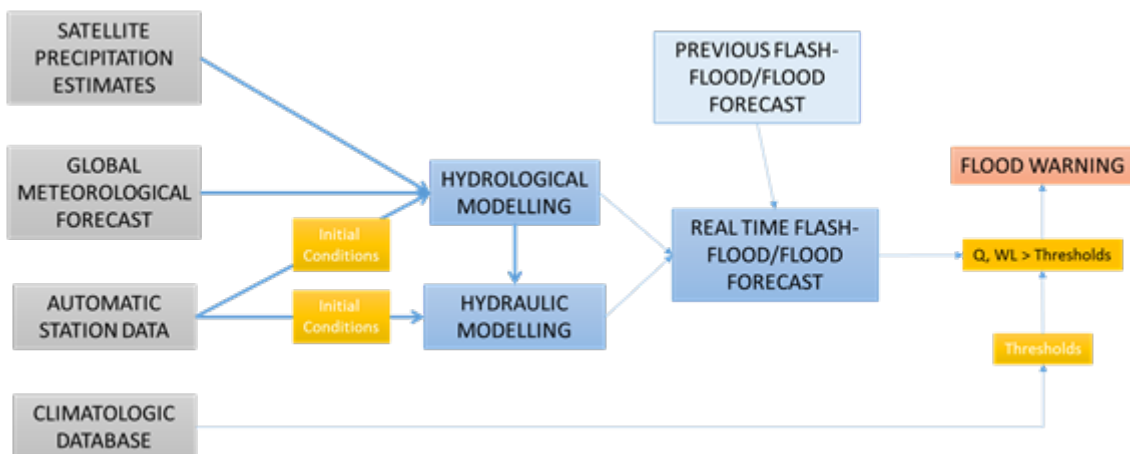 SATELLITE
PRECIPITATION
ESTIMATES
PREVIOUS FLASH-
FLOOD/FLOOD
FORECAST
GLOBAL
METEOROLOGICAL
FORECAST
HYDROLOGICAL
MODELLING
FLOOD WARNING
Initial
Conditions
REAL TIME FLASH-
FLOOD/FLOOD
FORECAST
Q, WL > Thresholds
AUTOMATIC
STATION DATA
Initial
Conditions
HYDRAULIC
MODELLING
Thresholds
CLIMATOLOGIC
DATABASE